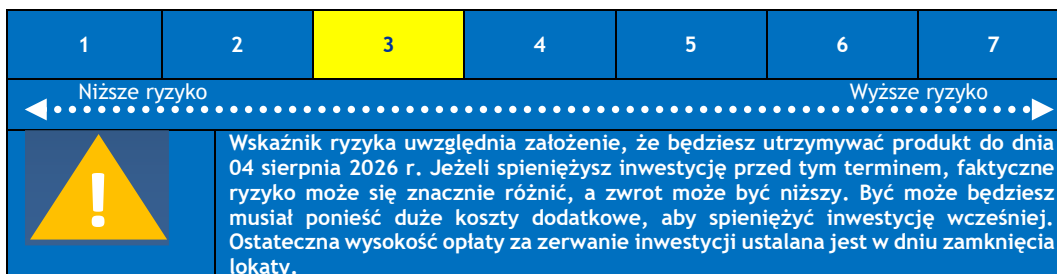 1 2 3 4 5 6 7
Niższe ryzyko Wyższe ryzyko
!
Wskaźnik ryzyka uwzględnia założenie, że będziesz utrzymywać produkt do dnia
04 sierpnia 2026 r. Jeżeli spieniężysz inwestycję przed tym terminem, faktyczne
ryzyko może się znacznie różnić, a zwrot może być niższy. Być może będziesz
musiał ponieść duże koszty dodatkowe, aby spieniężyć inwestycję wcześniej.
Ostateczna wysokość opłaty za zerwanie inwestycji ustalana jest w dniu zamknięcia
lokaty.